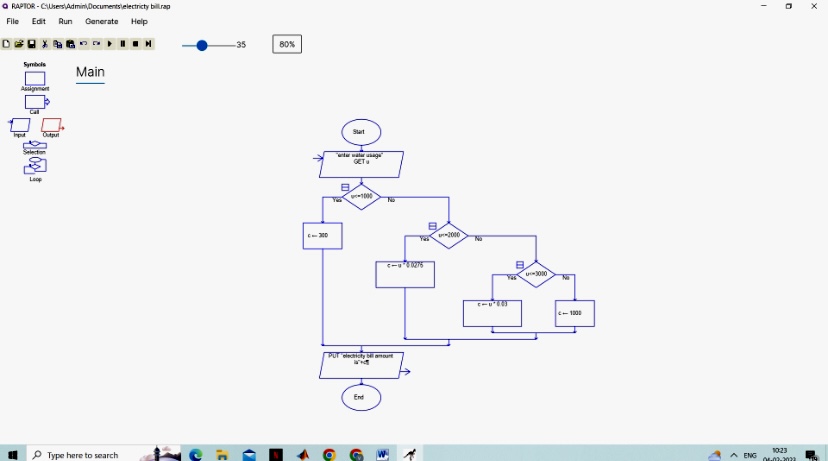 RAPTOR - C:\Users\Admin\Documents\electricty bill.rap
File Edit Run Generate Help
35
80%
Symbols
Main
Assignment
Call
Input Output
Selection
Loop
Start
"enter water usage"
GET u
u<=1000
Yes No
c ← 300
u<=2000
Yes No
c ← u * 0.0275
u<=3000
Yes No
c ← u * 0.03
c ← 1000
PUT "electricity bill amount
is"+c¶
End
Type here to search
ENG
10:23
04-02-2023